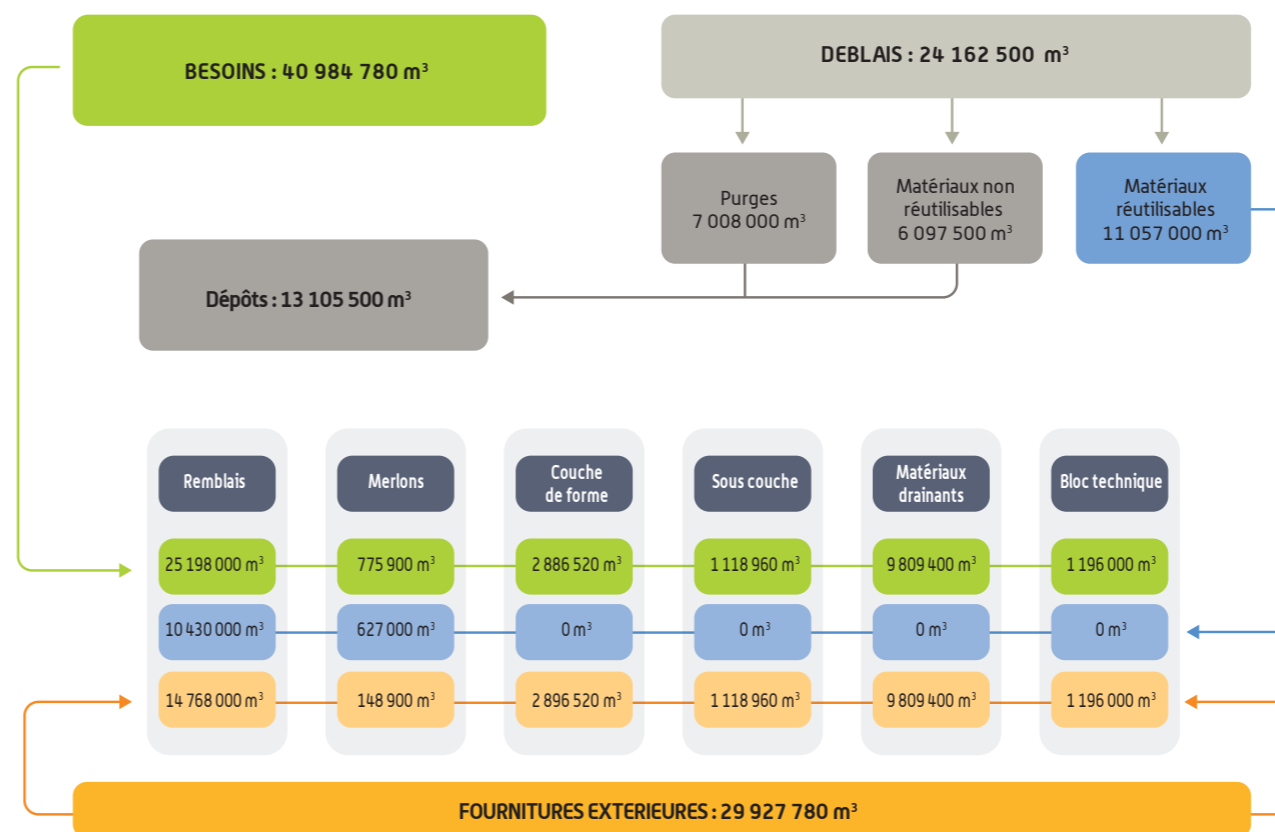 BESOINS : 40 984 780 m³
DEBLAIS : 24 162 500 m³
Purges
7 008 000 m³
Matériaux non
réutilisables
6 097 500 m³
Matériaux
réutilisables
11 057 000 m³
Dépôts : 13 105 500 m³
Remblais
Merlons
Couche
de forme
Sous couche
Matériaux
drainants
Bloc technique
25 198 000 m³
775 900 m³
2 886 520 m³
1 118 960 m³
9 809 400 m³
1 196 000 m³
10 430 000 m³
627 000 m³
0 m³
0 m³
0 m³
0 m³
14 768 000 m³
148 900 m³
2 896 520 m³
1 118 960 m³
9 809 400 m³
1 196 000 m³
FOURNITURES EXTERIEURES : 29 927 780 m³